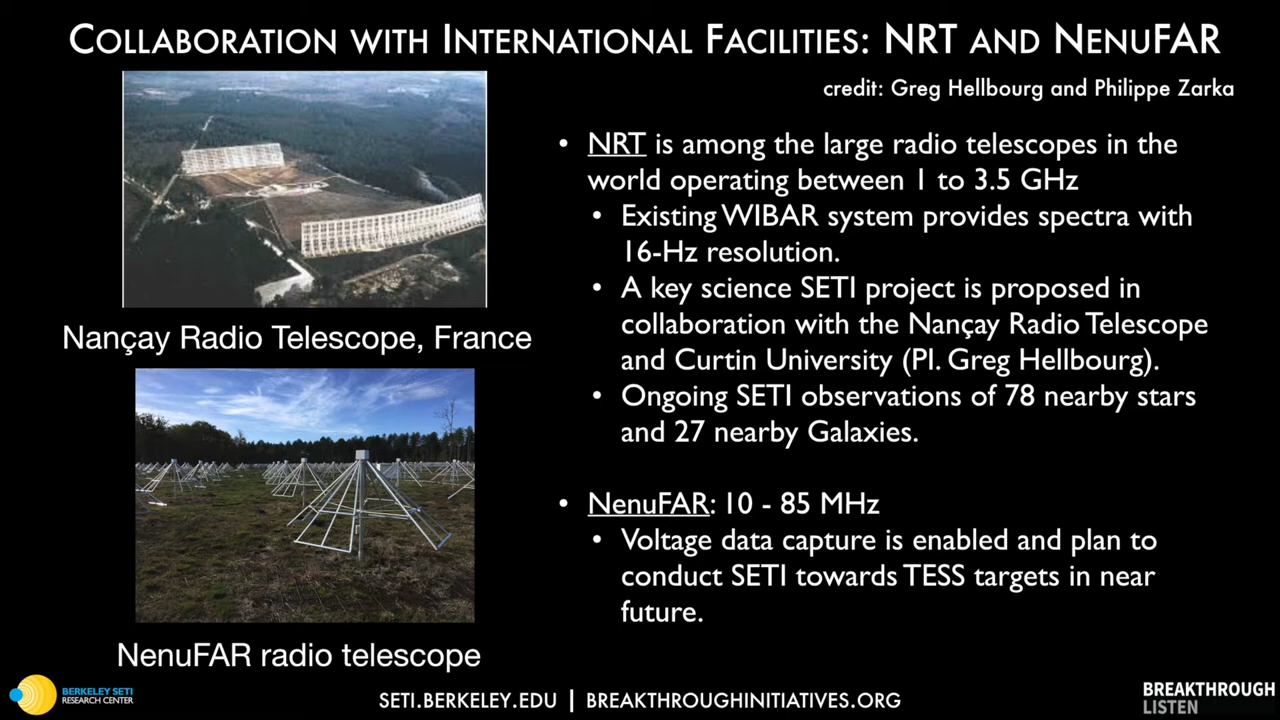 COLLABORATION WITH INTERNATIONAL FACILITIES: NRT AND NENUFAR
credit: Greg Hellbourg and Philippe Zarka
Nançay Radio Telescope, France
NenuFAR radio telescope
• NRT is among the large radio telescopes in the
world operating between 1 to 3.5 GHz
• Existing WIBAR system provides spectra with
16-Hz resolution.
• A key science SETI project is proposed in
collaboration with the Nançay Radio Telescope
and Curtin University (PI. Greg Hellbourg).
• Ongoing SETI observations of 78 nearby stars
and 27 nearby Galaxies.
• NenuFAR: 10 - 85 MHz
• Voltage data capture is enabled and plan to
conduct SETI towards TESS targets in near
future.
BERKELEY SETI
RESEARCH CENTER
SETI.BERKELEY.EDU | BREAKTHROUGHINITIATIVES.ORG
BREAKTHROUGH
LISTEN